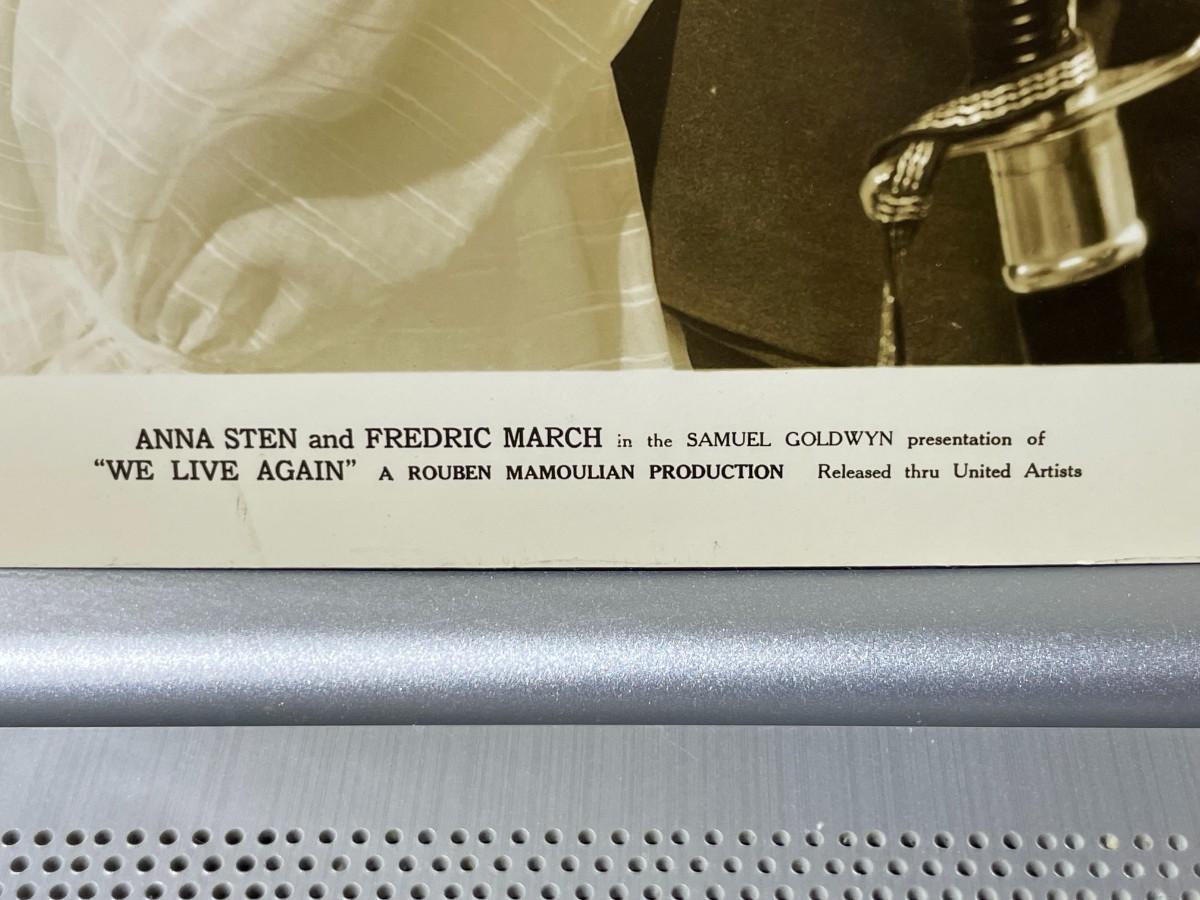 ANNA STEN and FREDRIC MARCH in the SAMUEL GOLDWYN presentation of
“WE LIVE AGAIN” A ROUBEN MAMOULIAN PRODUCTION Released thru United Artists